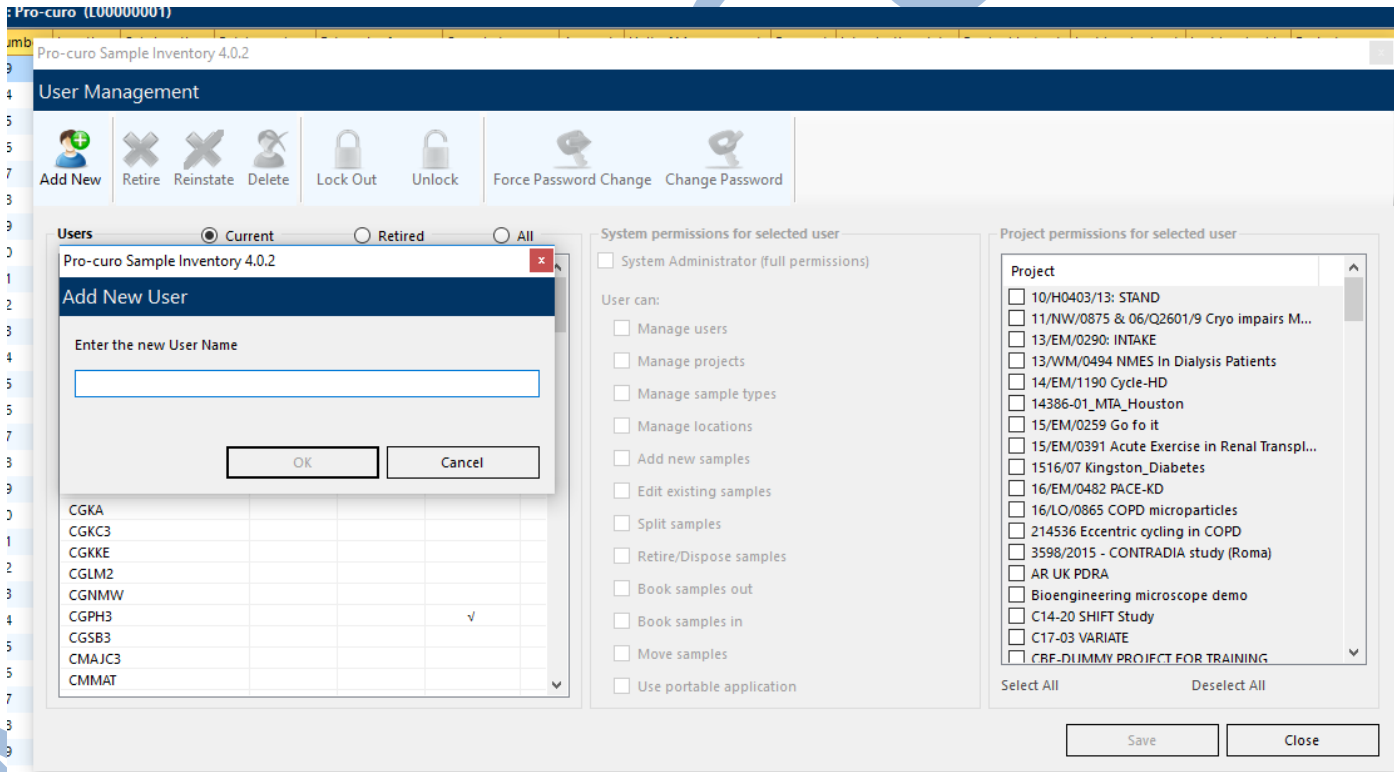 : Pro-curo (L00000001)
Pro-curo Sample Inventory 4.0.2
User Management
Add New
Retire
Reinstate
Delete
Lock Out
Unlock
Force Password Change
Change Password
Users
Current
Retired
All
Pro-curo Sample Inventory 4.0.2
Add New User
Enter the new User Name
OK
Cancel
CGKA
CGKC3
CGKKE
CGLM2
CGNMW
CGPH3 √
CGSB3
CMAJC3
CMMAT
System permissions for selected user
System Administrator (full permissions)
User can:
Manage users
Manage projects
Manage sample types
Manage locations
Add new samples
Edit existing samples
Split samples
Retire/Dispose samples
Book samples out
Book samples in
Move samples
Use portable application
Project permissions for selected user
Project
10/H0403/13: STAND
11/NW/0875 & 06/Q2601/9 Cryo impairs M...
13/EM/0290: INTAKE
13/WM/0494 NMES In Dialysis Patients
14/EM/1190 Cycle-HD
14386-01_MTA_Houston
15/EM/0259 Go fo it
15/EM/0391 Acute Exercise in Renal Transpl...
1516/07 Kingston_Diabetes
16/EM/0482 PACE-KD
16/LO/0865 COPD microparticles
214536 Eccentric cycling in COPD
3598/2015 - CONTRADIA study (Roma)
AR UK PDRA
Bioengineering microscope demo
C14-20 SHIFT Study
C17-03 VARIATE
CBE-DUMMY PROJECT FOR TRAINING
Select All
Deselect All
Save
Close